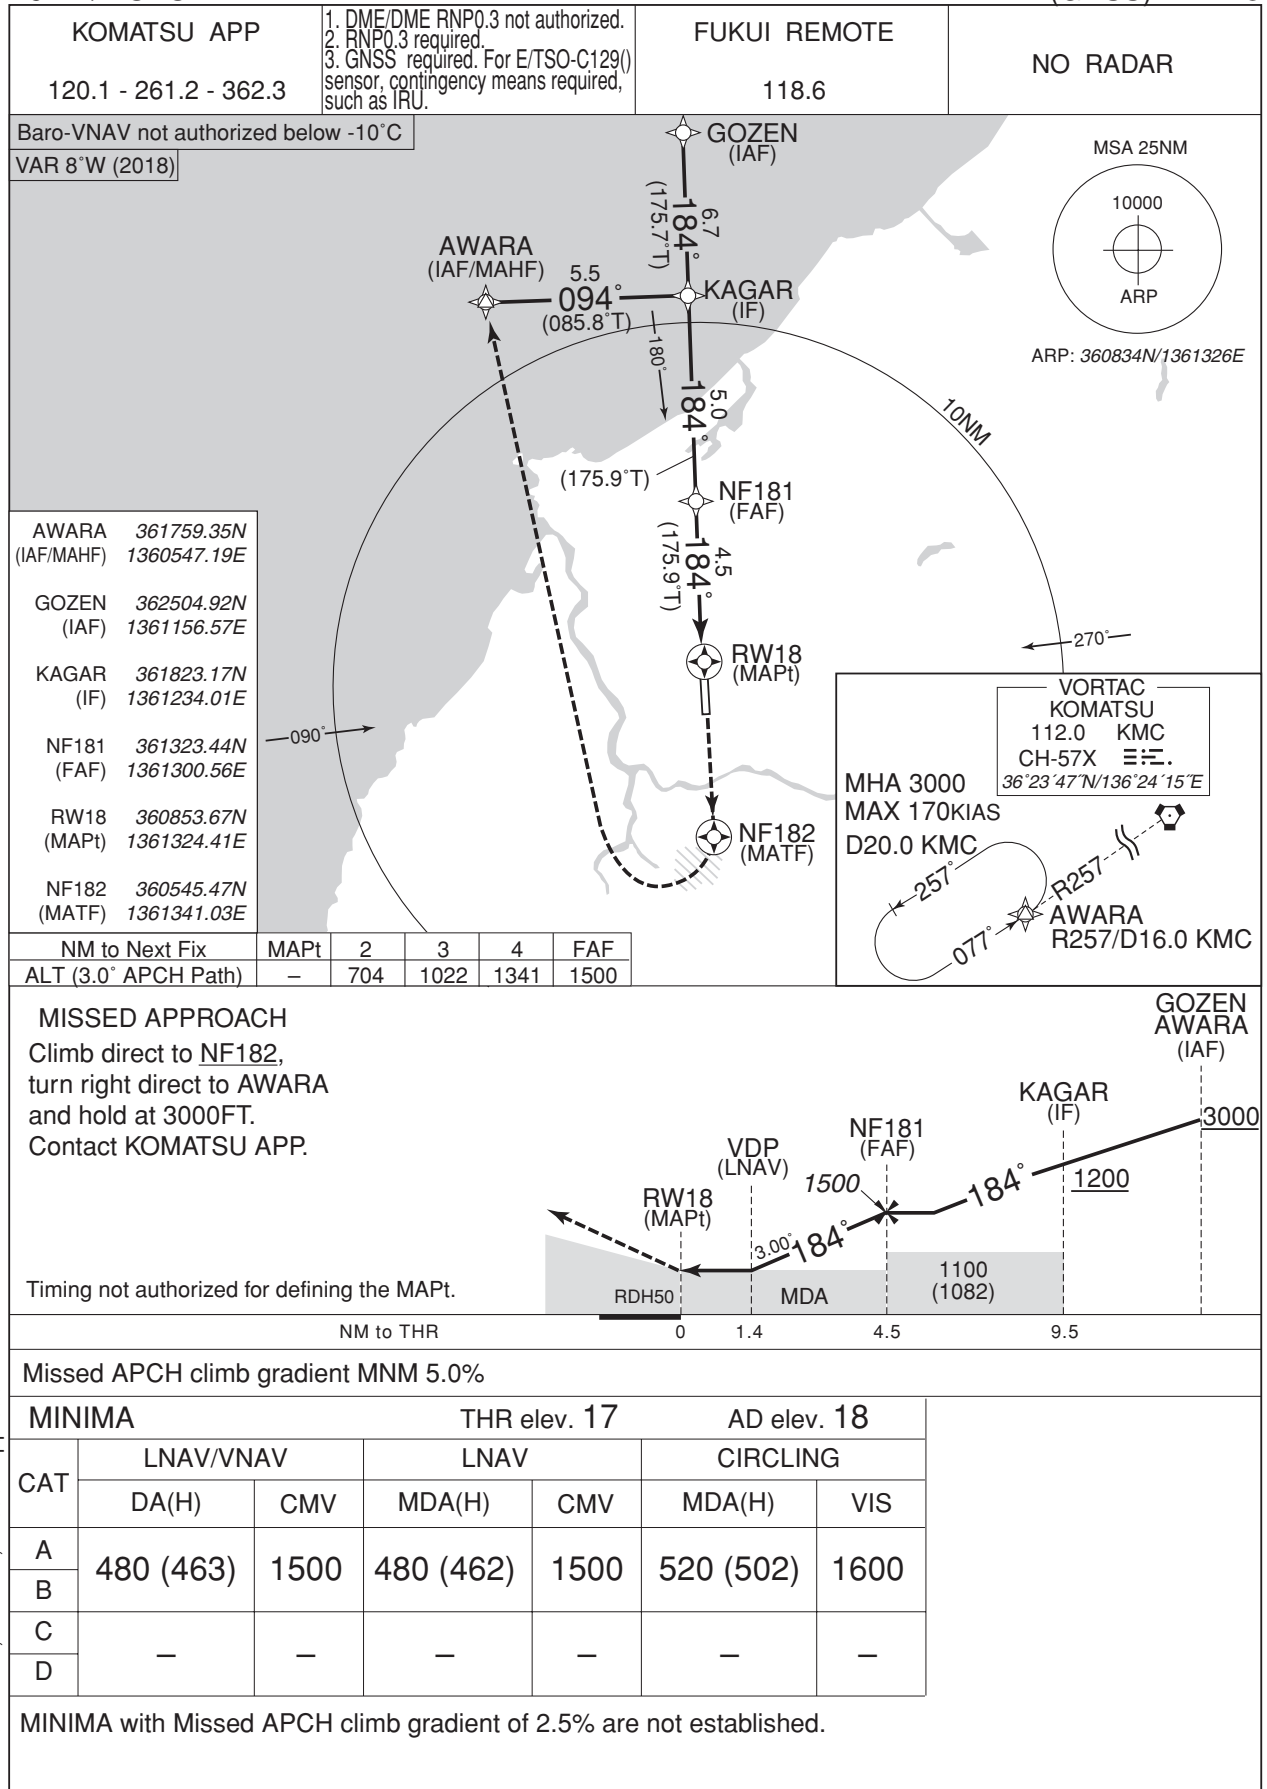 KOMATSU APP
120.1 - 261.2 - 362.3
1. DME/DME RNP0.3 not authorized.
2. RNP0.3 required.
3. GNSS required. For E/TSO-C129()
sensor, contingency means required,
such as IRU.
FUKUI REMOTE
118.6
NO RADAR
Baro-VNAV not authorized below -10˚C
VAR 8˚W (2018)
GOZEN
(IAF)
MSA 25NM
10000
ARP
ARP: 360834N/1361326E
6.7
184˚
(175.7˚T)
AWARA
(IAF/MAHF)
5.5
094˚
(085.8˚T)
KAGAR
(IF)
180˚
5.0
184˚
(175.9˚T)
10NM
NF181
(FAF)
4.5
184˚
(175.9˚T)
RW18
(MAPt)
270˚
090˚
NF182
(MATF)
AWARA 361759.35N
(IAF/MAHF) 1360547.19E
GOZEN 362504.92N
(IAF) 1361156.57E
KAGAR 361823.17N
(IF) 1361234.01E
NF181 361323.44N
(FAF) 1361300.56E
RW18 360853.67N
(MAPt) 1361324.41E
NF182 360545.47N
(MATF) 1361341.03E
VORTAC
KOMATSU
112.0 KMC
CH-57X
36˚23´47˝N/136˚24´15˝E
MHA 3000
MAX 170KIAS
D20.0 KMC
257˚
R257
077˚
AWARA
R257/D16.0 KMC
NM to Next Fix MAPt 2 3 4 FAF
ALT (3.0˚ APCH Path) – 704 1022 1341 1500
MISSED APPROACH
Climb direct to NF182,
turn right direct to AWARA
and hold at 3000FT.
Contact KOMATSU APP.
Timing not authorized for defining the MAPt.
GOZEN
AWARA
(IAF)
3000
KAGAR
(IF)
1200
184˚
NF181
(FAF)
1500
VDP
(LNAV)
3.00˚
184˚
RW18
(MAPt)
RDH50
MDA
1100
(1082)
NM to THR 0 1.4 4.5 9.5
Missed APCH climb gradient MNM 5.0%
MINIMA THR elev. 17 AD elev. 18
CAT LNAV/VNAV LNAV CIRCLING
DA(H) CMV MDA(H) CMV MDA(H) VIS
A
B
480 (463) 1500 480 (462) 1500 520 (502) 1600
C
D
– – – – – –
MINIMA with Missed APCH climb gradient of 2.5% are not established.